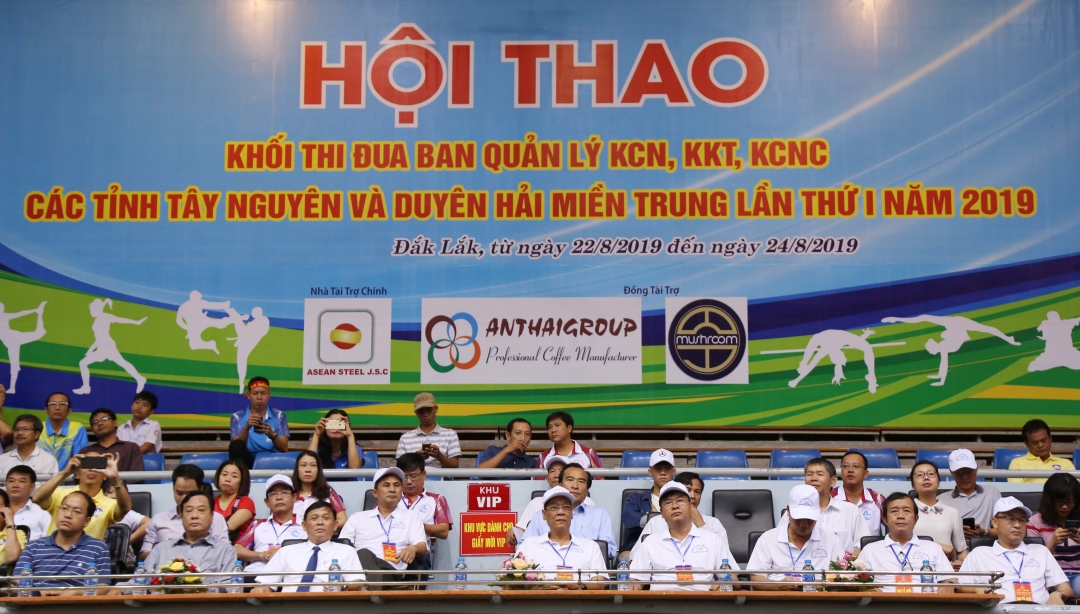 HỘI THAO
KHỐI THI ĐUA BAN QUẢN LÝ KCN, KKT, KCNC
CÁC TỈNH TÂY NGUYÊN VÀ DUYÊN HẢI MIỀN TRUNG LẦN THỨ I NĂM 2019
Đắk Lắk, từ ngày 22/8/2019 đến ngày 24/8/2019
Nhà Tài Trợ Chính
Đồng Tài Trợ
ASEAN STEEL J.S.C
ANTHAIGROUP
Professional Coffee Manufacturer
mushroom
KHU
VIP
KHU VỰC DÀNH CHO
GIẤY MỜI VIP